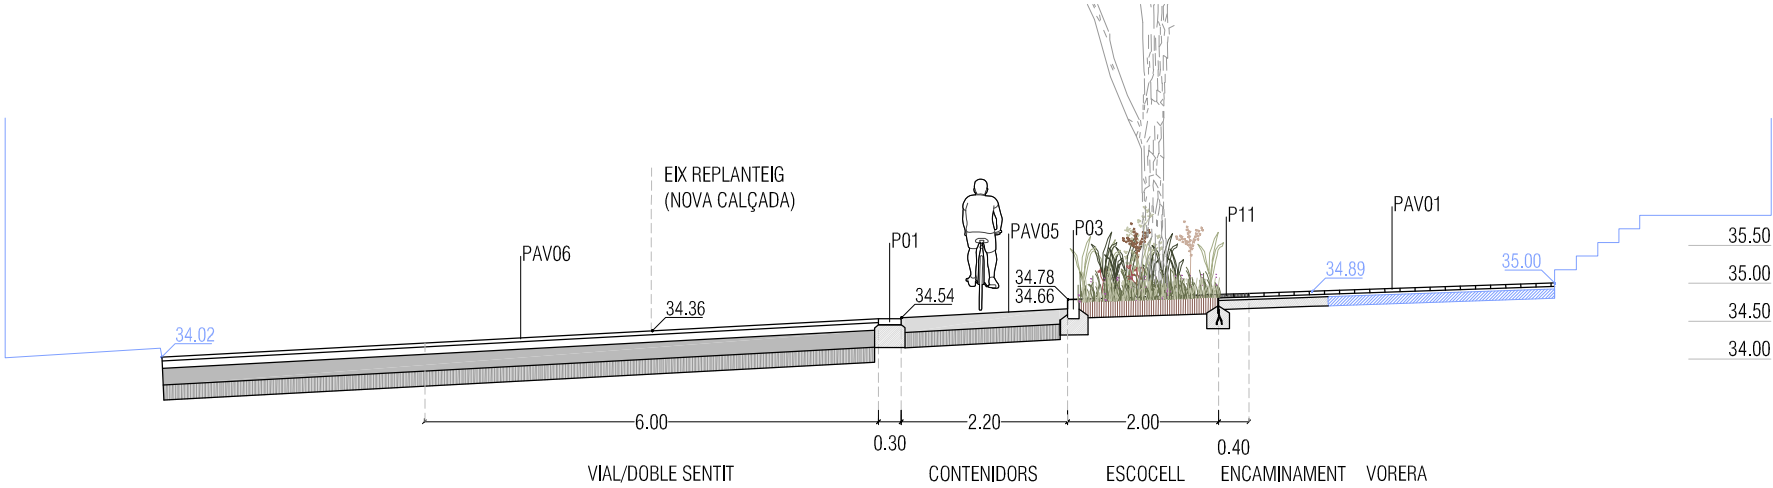 EIX REPLANTEIG
(NOVA CALÇADA)
PAV06
P01
PAV05
P03
P11
PAV01
34.02
34.36
34.54
34.78
34.66
34.89
35.00
35.50
35.00
34.50
34.00
6.00
0.30
2.20
2.00
0.40
VIAL/DOBLE SENTIT
CONTENIDORS
ESCOCELL
ENCAMINAMENT
VORERA